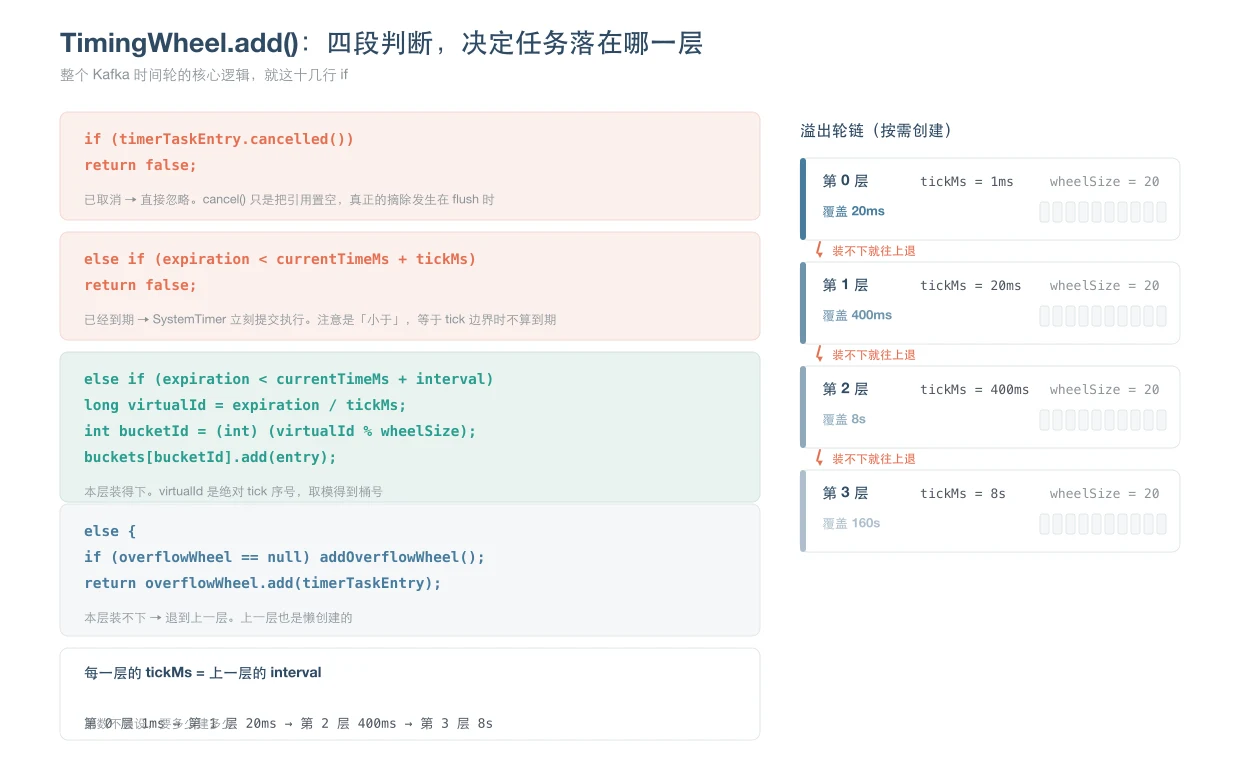 TimingWheel.add()：四段判断，决定任务落在哪一层
整个 Kafka 时间轮的核心逻辑，就这十几行 if
if (timerTaskEntry.cancelled())
return false;
已取消 → 直接忽略。cancel() 只是把引用置空，真正的摘除发生在 flush 时
else if (expiration < currentTimeMs + tickMs)
return false;
已经到期 → SystemTimer 立刻提交执行。注意是「小于」，等于 tick 边界时不算到期
else if (expiration < currentTimeMs + interval)
long virtualId = expiration / tickMs;
int bucketId = (int) (virtualId % wheelSize);
buckets[bucketId].add(entry);
本层装得下。virtualId 是绝对 tick 序号，取模得到桶号
else {
if (overflowWheel == null) addOverflowWheel();
return overflowWheel.add(timerTaskEntry);
本层装不下 → 退到上一层。上一层也是懒创建的
每一层的 tickMs = 上一层的 interval
第 0 层 1ms → 第 1 层 20ms → 第 2 层 400ms → 第 3 层 8s
溢出轮链（按需创建）
第 0 层 tickMs = 1ms wheelSize = 20
覆盖 20ms
装不下就往上退
第 1 层 tickMs = 20ms wheelSize = 20
覆盖 400ms
装不下就往上退
第 2 层 tickMs = 400ms wheelSize = 20
覆盖 8s
装不下就往上退
第 3 层 tickMs = 8s wheelSize = 20
覆盖 160s